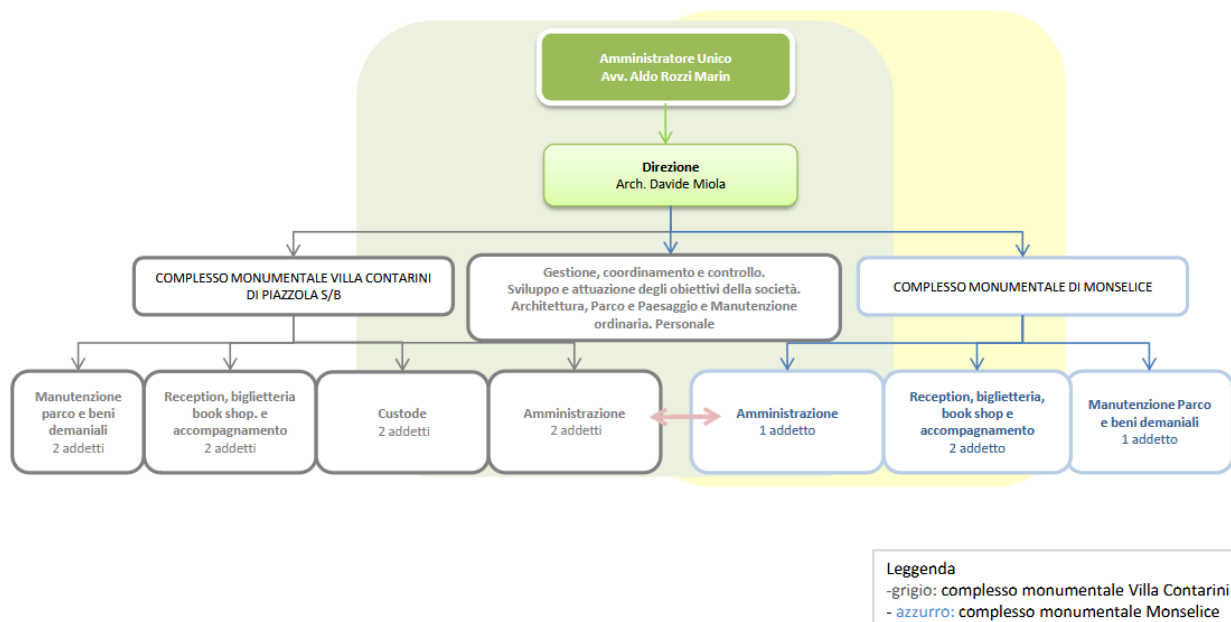 Amministratore Unico
Avv. Aldo Rozzi Marin
Direzione
Arch. Davide Miola
COMPLESSO MONUMENTALE VILLA CONTARINI
DI PIAZZOLA S/B
Gestione, coordinamento e controllo.
Sviluppo e attuazione degli obiettivi della società.
Architettura, Parco e Paesaggio e Manutenzione
ordinaria. Personale
COMPLESSO MONUMENTALE DI MONSELICE
Manutenzione
parco e beni
demaniali
2 addetti
Reception, biglietteria
book shop. e
accompagnamento
2 addetti
Custode
2 addetti
Amministrazione
2 addetti
Amministrazione
1 addetto
Reception, biglietteria,
book shop e
accompagnamento
2 addetto
Manutenzione Parco
e beni demaniali
1 addetto
Leggenda
-grigio: complesso monumentale Villa Contarini
- azzurro: complesso monumentale Monselice